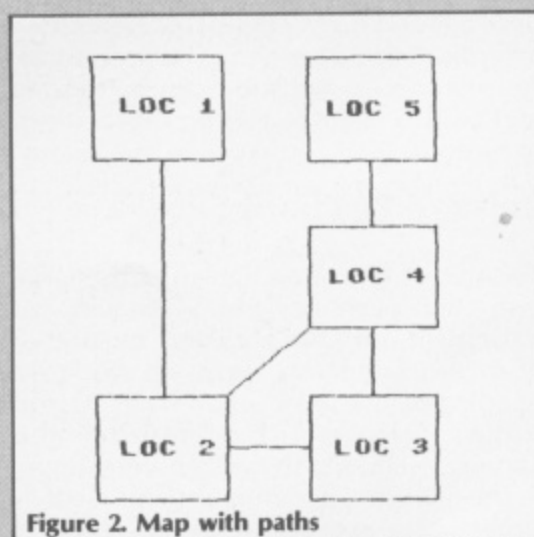 LOC 1
LOC 5
LOC 4
LOC 2
LOC 3
Figure 2. Map with paths